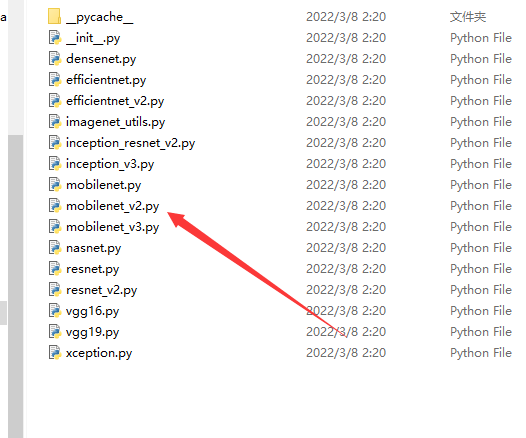 a
__pycache__ 2022/3/8 2:20 文件夹
__init__.py 2022/3/8 2:20 Python File
densenet.py 2022/3/8 2:20 Python File
efficientnet.py 2022/3/8 2:20 Python File
efficientnet_v2.py 2022/3/8 2:20 Python File
imagenet_utils.py 2022/3/8 2:20 Python File
inception_resnet_v2.py 2022/3/8 2:20 Python File
inception_v3.py 2022/3/8 2:20 Python File
mobilenet.py 2022/3/8 2:20 Python File
mobilenet_v2.py 2022/3/8 2:20 Python File
mobilenet_v3.py 2022/3/8 2:20 Python File
nasnet.py 2022/3/8 2:20 Python File
resnet.py 2022/3/8 2:20 Python File
resnet_v2.py 2022/3/8 2:20 Python File
vgg16.py 2022/3/8 2:20 Python File
vgg19.py 2022/3/8 2:20 Python File
xception.py 2022/3/8 2:20 Python File